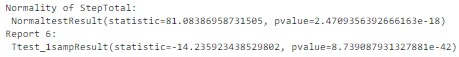 Normality of StepTotal:
NormaltestResult(statistic=81.08386958731505, pvalue=2.4709356392666163e-18)
Report 6:
Ttest_1sampResult(statistic=-14.235923438529802, pvalue=8.739087931327881e-42)